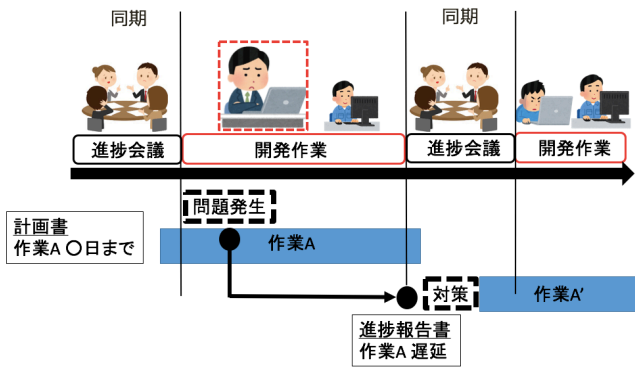 同期
同期
進捗会議
開発作業
進捗会議
開発作業
問題発生
計画書
作業A 〇日まで
作業A
対策
作業A’
進捗報告書
作業A 遅延